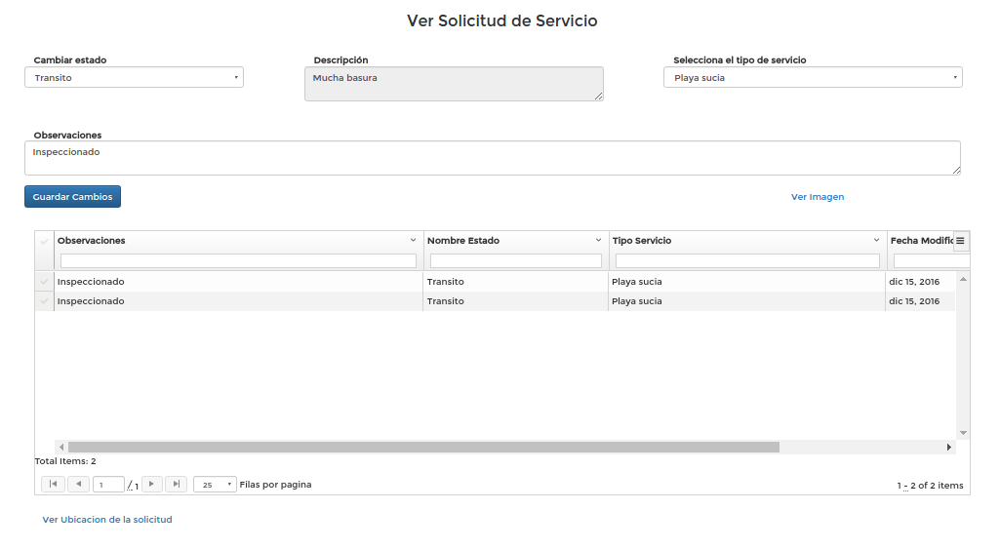 Ver Solicitud de Servicio
Cambiar estado
Descripción
Selecciona el tipo de servicio
Transito
Mucha basura
Playa sucia
Observaciones
Inspeccionado
Guardar Cambios
Ver Imagen
Observaciones Nombre Estado Tipo Servicio Fecha Modific
Inspeccionado Transito Playa sucia dic 15, 2016
Inspeccionado Transito Playa sucia dic 15, 2016
Total Items: 2
1 / 1 25 Filas por pagina 1 - 2 of 2 items
Ver Ubicacion de la solicitud